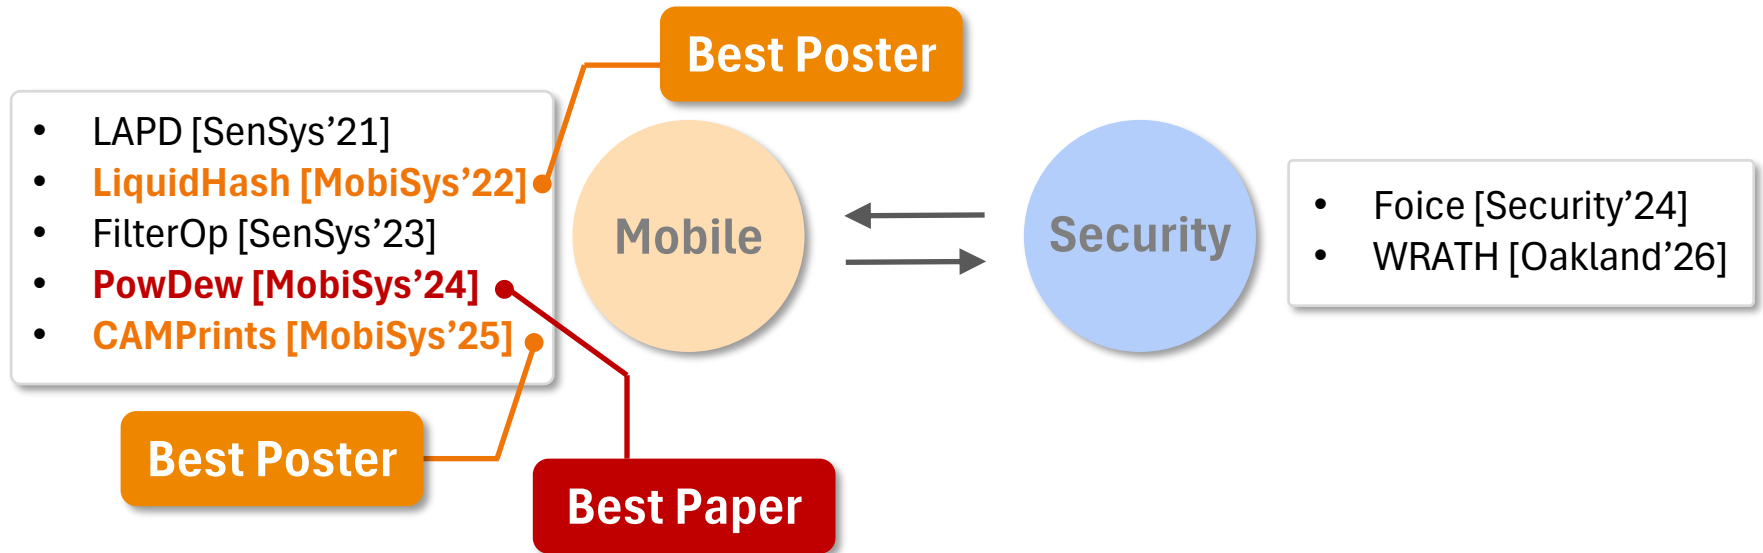 Best Poster
• LAPD [SenSys’21]
• LiquidHash [MobiSys’22]
• FilterOp [SenSys’23]
• PowDew [MobiSys’24]
• CAMPrints [MobiSys’25]
Mobile
Security
• Foice [Security’24]
• WRATH [Oakland’26]
Best Poster
Best Paper